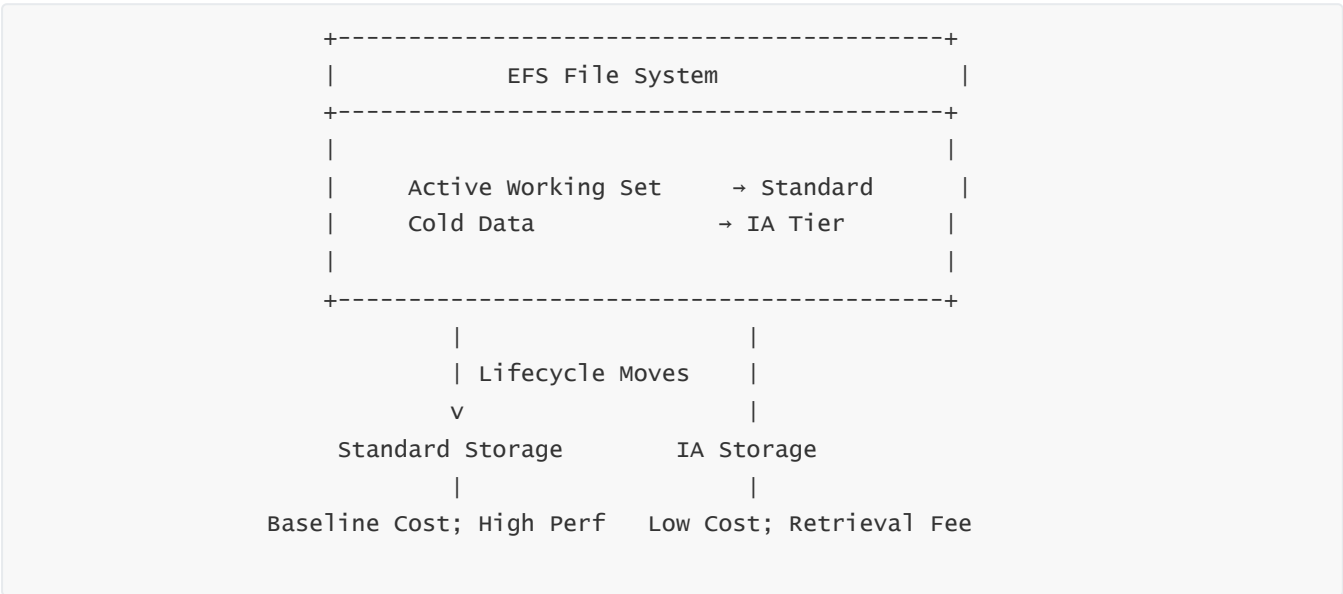 +-------------------------------------------+
| EFS File System |
+-------------------------------------------+
| |
| Active Working Set → Standard |
| Cold Data → IA Tier |
| |
+-------------------------------------------+
| |
| Lifecycle Moves |
v |
Standard Storage IA Storage
| |
Baseline Cost; High Perf Low Cost; Retrieval Fee